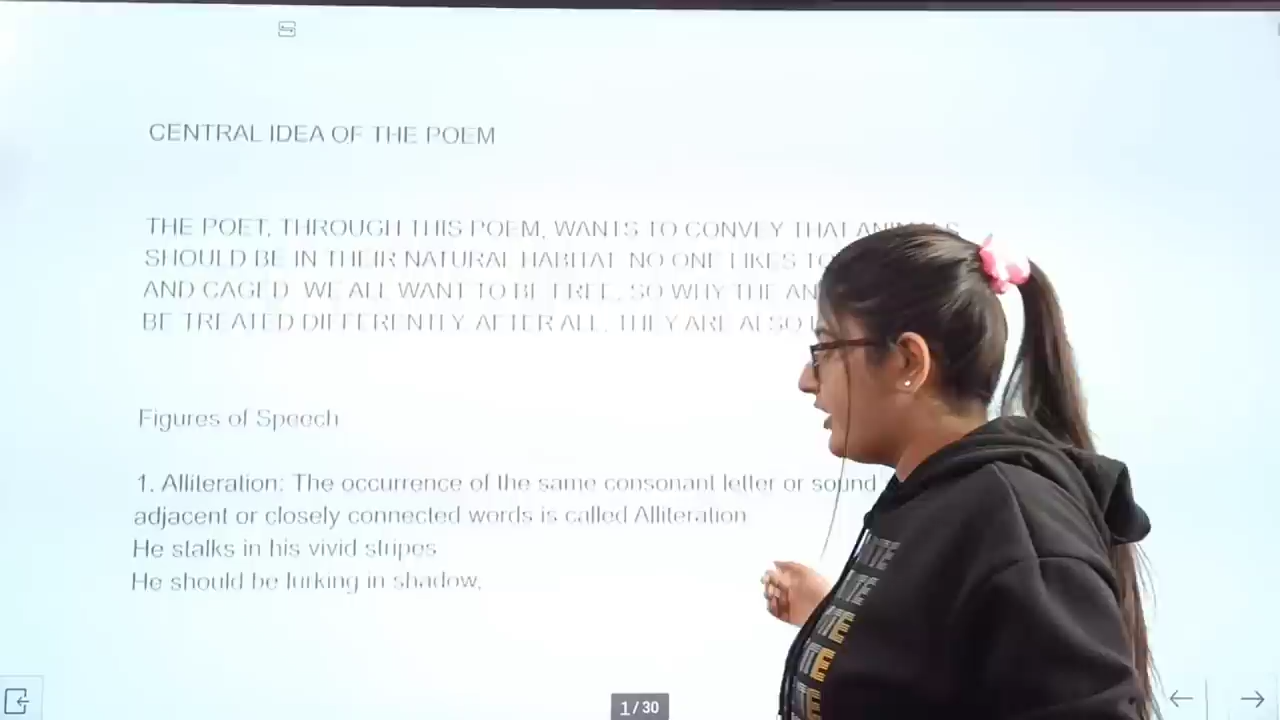 CENTRAL IDEA OF THE POEM
THE POET, THROUGH THIS POEM, WANTS TO CONVEY THAT ANIMALS
SHOULD BE IN THEIR NATURAL HABITAT NO ONE LIKES TO
AND CAGED. WE ALL WANT TO BE FREE, SO WHY THE
BE TREATED DIFFERENTLY. AFTER ALL, THEY ARE ALSO
Figures of Speech
1. Alliteration: The occurrence of the same consonant letter or sound
adjacent or closely connected words is called Alliteration
He stalks in his vivid stripes
He should be lurking in shadow,
1 / 30